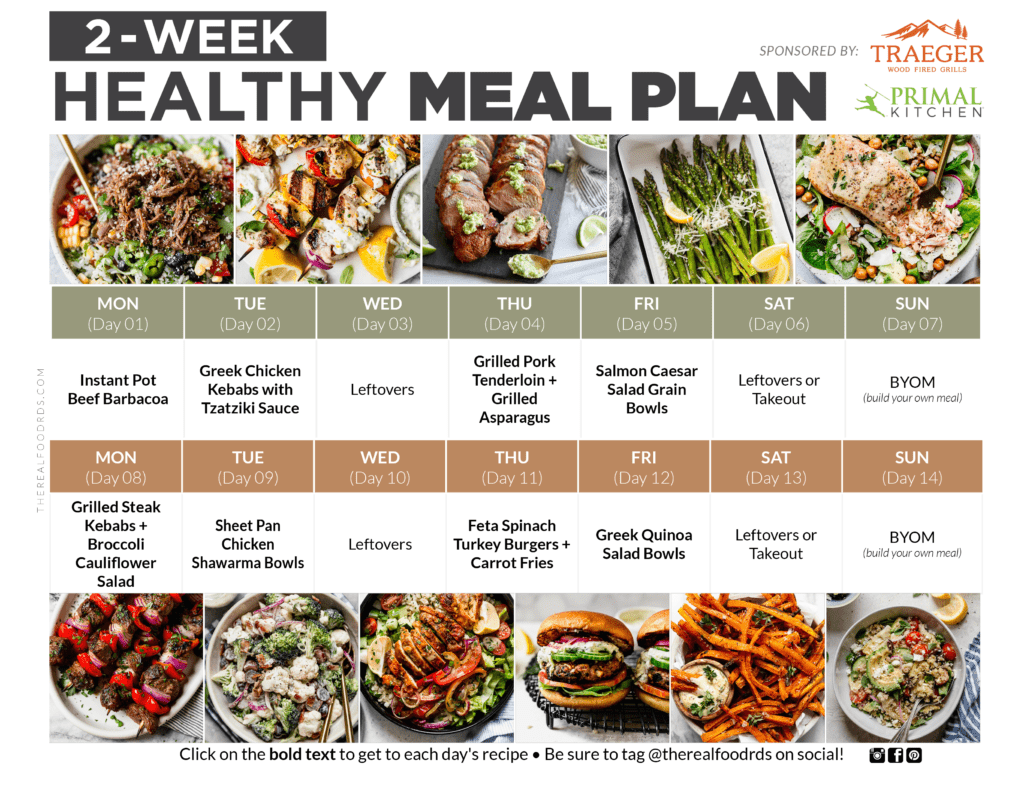 2-WEEK
HEALTHY MEAL PLAN
SPONSORED BY:
TRAEGER
WOOD FIRED GRILLS
PRIMAL
KITCHEN
MON
(Day 01)
TUE
(Day 02)
WED
(Day 03)
THU
(Day 04)
FRI
(Day 05)
SAT
(Day 06)
SUN
(Day 07)
Instant Pot
Beef Barbacoa
Greek Chicken
Kebabs with
Tzatziki Sauce
Leftovers
Grilled Pork
Tenderloin +
Grilled
Asparagus
Salmon Caesar
Salad Grain
Bowls
Leftovers or
Takeout
BYOM
(build your own meal)
MON
(Day 08)
TUE
(Day 09)
WED
(Day 10)
THU
(Day 11)
FRI
(Day 12)
SAT
(Day 13)
SUN
(Day 14)
Grilled Steak
Kebabs +
Broccoli
Cauliflower
Salad
Sheet Pan
Chicken
Shawarma Bowls
Leftovers
Feta Spinach
Turkey Burgers +
Carrot Fries
Greek Quinoa
Salad Bowls
Leftovers or
Takeout
BYOM
(build your own meal)
THEREALFOODRDS.COM
Click on the bold text to get to each day's recipe • Be sure to tag @therealfoodrds on social!